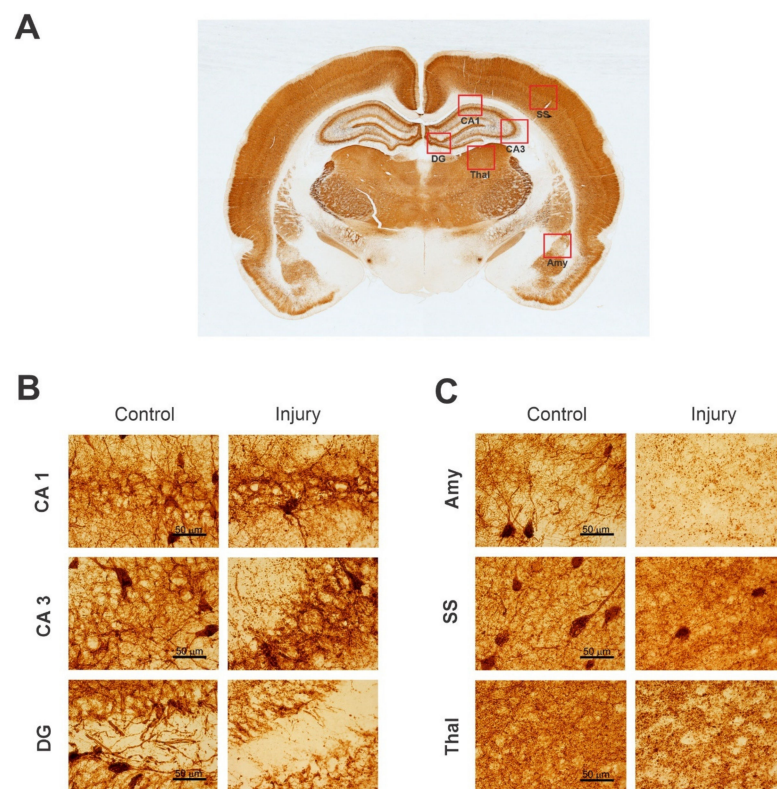 A
SS
CA1
CA3
DG
Thal
Amy
B
Control Injury
CA 1
50 µm
CA 3
50 µm
DG
50 µm
C
Control Injury
Amy
50 µm
SS
50 µm
Thal
50 µm